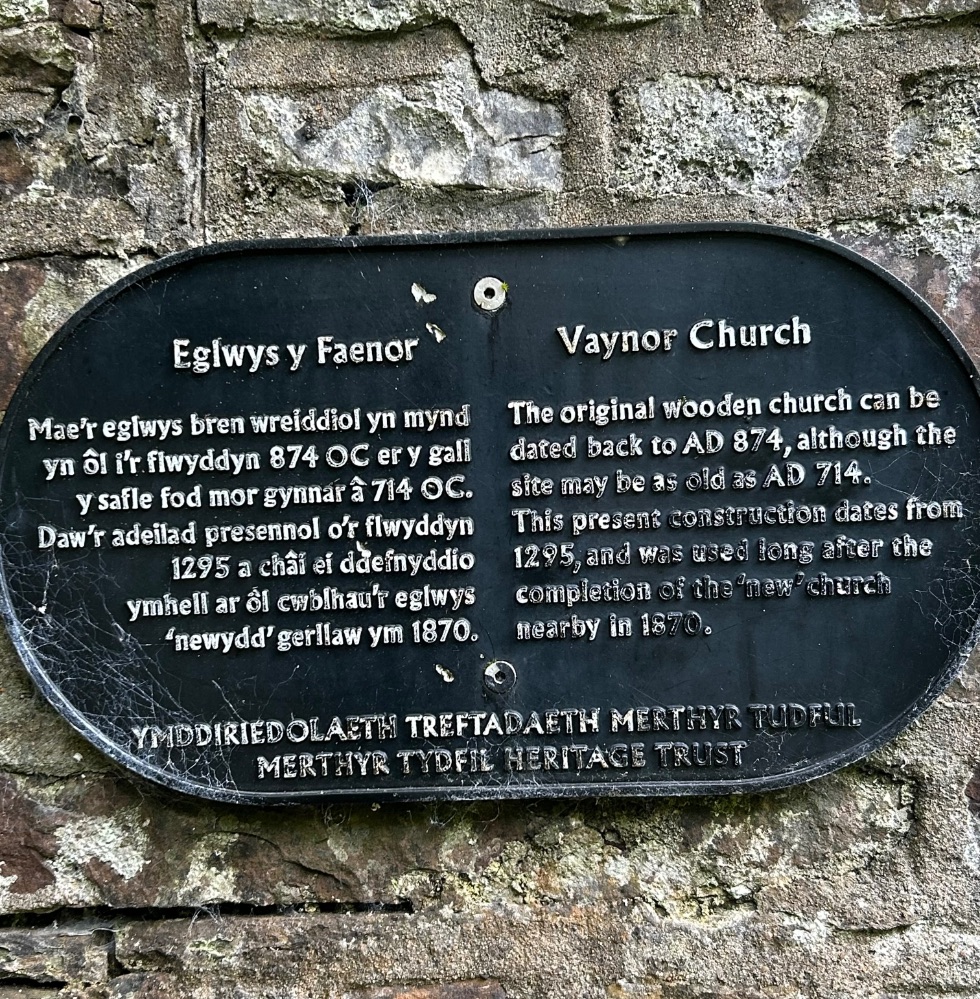 Eglwys y Faenor
Mae'r eglwys bren wreiddiol yn mynd
yn ôl i'r flwyddyn 874 OC er y gall
y safle fod mor gynnar â 714 OC.
Daw'r adeilad presennol o'r flwyddyn
1295 a châi ei ddefnyddio
ymhell ar ôl cwblhau'r eglwys
'newydd' gerllaw ym 1870.
Vaynor Church
The original wooden church can be
dated back to AD 874, although the
site may be as old as AD 714.
This present construction dates from
1295, and was used long after the
completion of the 'new' church
nearby in 1870.
YMDDIRIEDOLAETH TREFTADAETH MERTHYR TUDFUL
MERTHYR TYDFIL HERITAGE TRUST